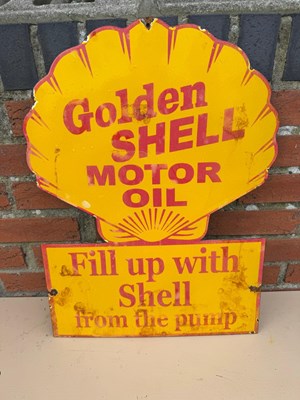 Golden
SHELL
MOTOR
OIL
Fill up with
Shell
from the pump